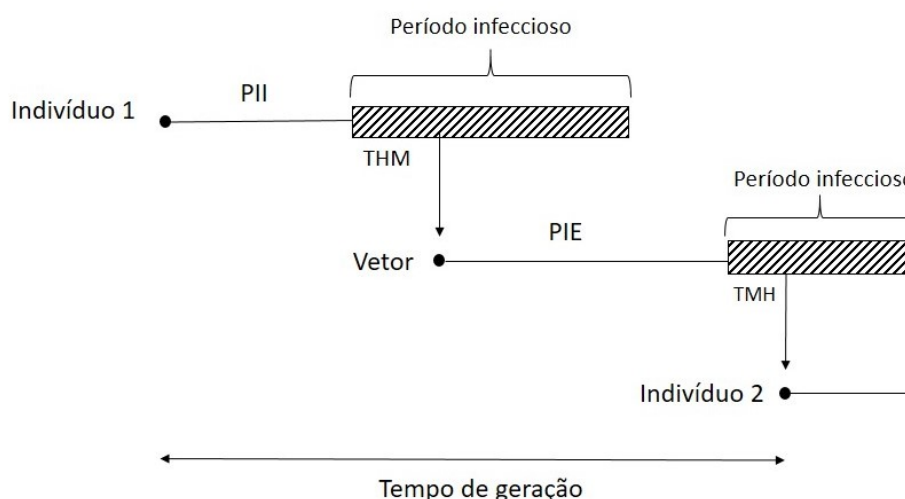 Período infeccioso
PII
Indivíduo 1
THM
Período infeccioso
PIE
Vetor
TMH
Indivíduo 2
Tempo de geração